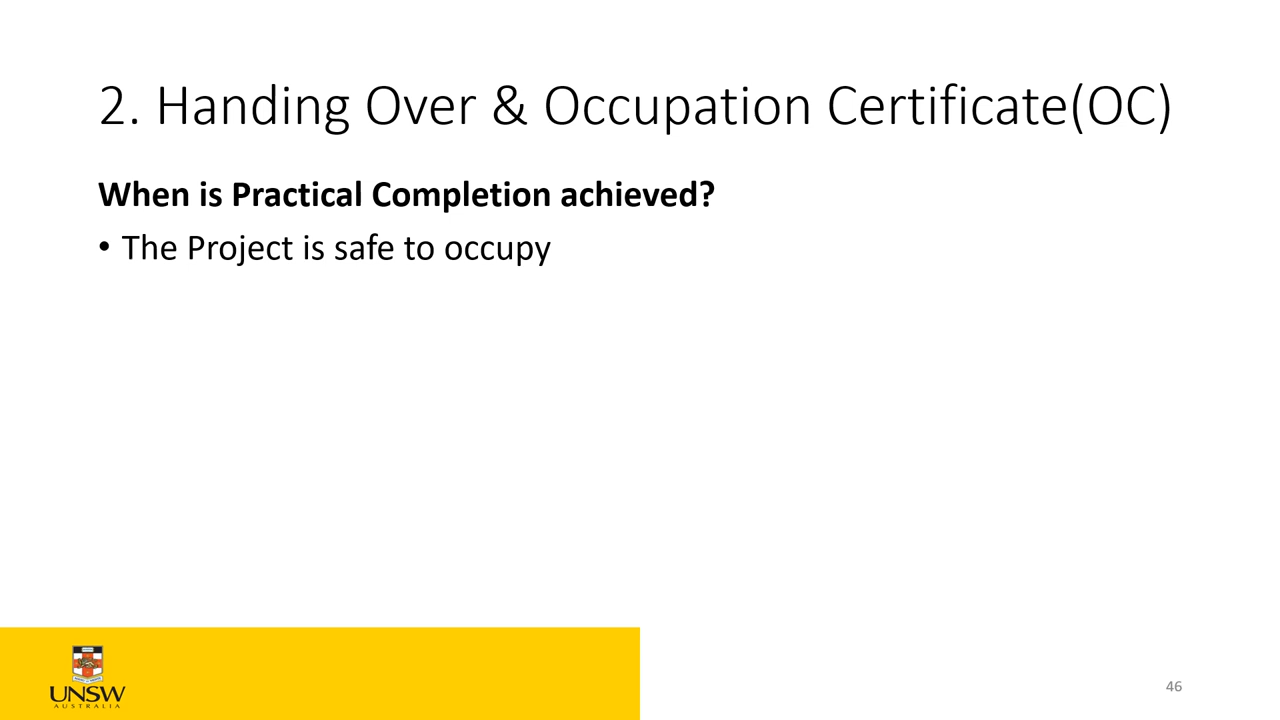 2. Handing Over & Occupation Certificate(OC)
When is Practical Completion achieved?
• The Project is safe to occupy
UNSW
AUSTRALIA
46